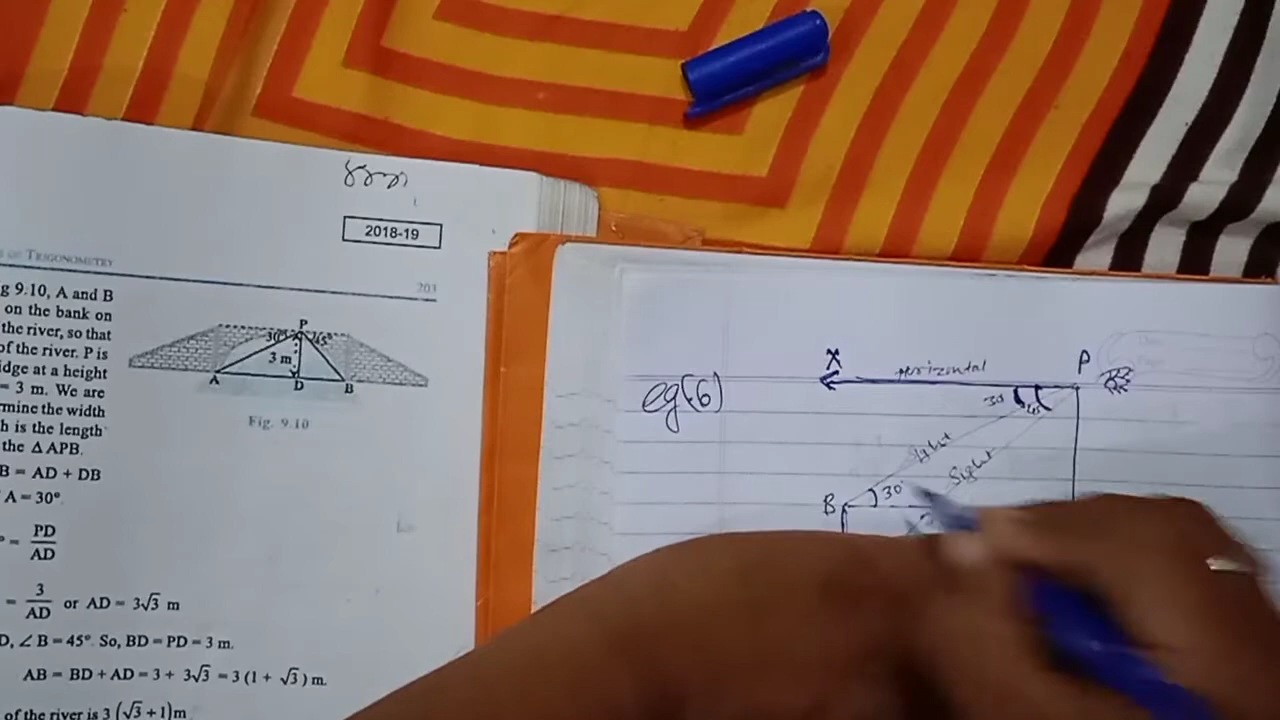 2018-19
OF TRIGONOMETRY
203
g 9.10, A and B
on the bank on
the river, so that
of the river. P is
idge at a height
= 3 m. We are
rmine the width
h is the length
the Δ APB.
B = AD + DB
A = 30°
° = PD
AD
= 3
AD or AD = 3√3 m
D, ∠ B = 45°. So, BD = PD = 3 m.
AB = BD + AD = 3 + 3√3 = 3 (1 + √3) m.
of the river is 3 (√3 + 1) m
P
30° 45°
3 m
A D B
Fig. 9.10
X horizontal P
eg(6)
30 45
Sight
B 30°